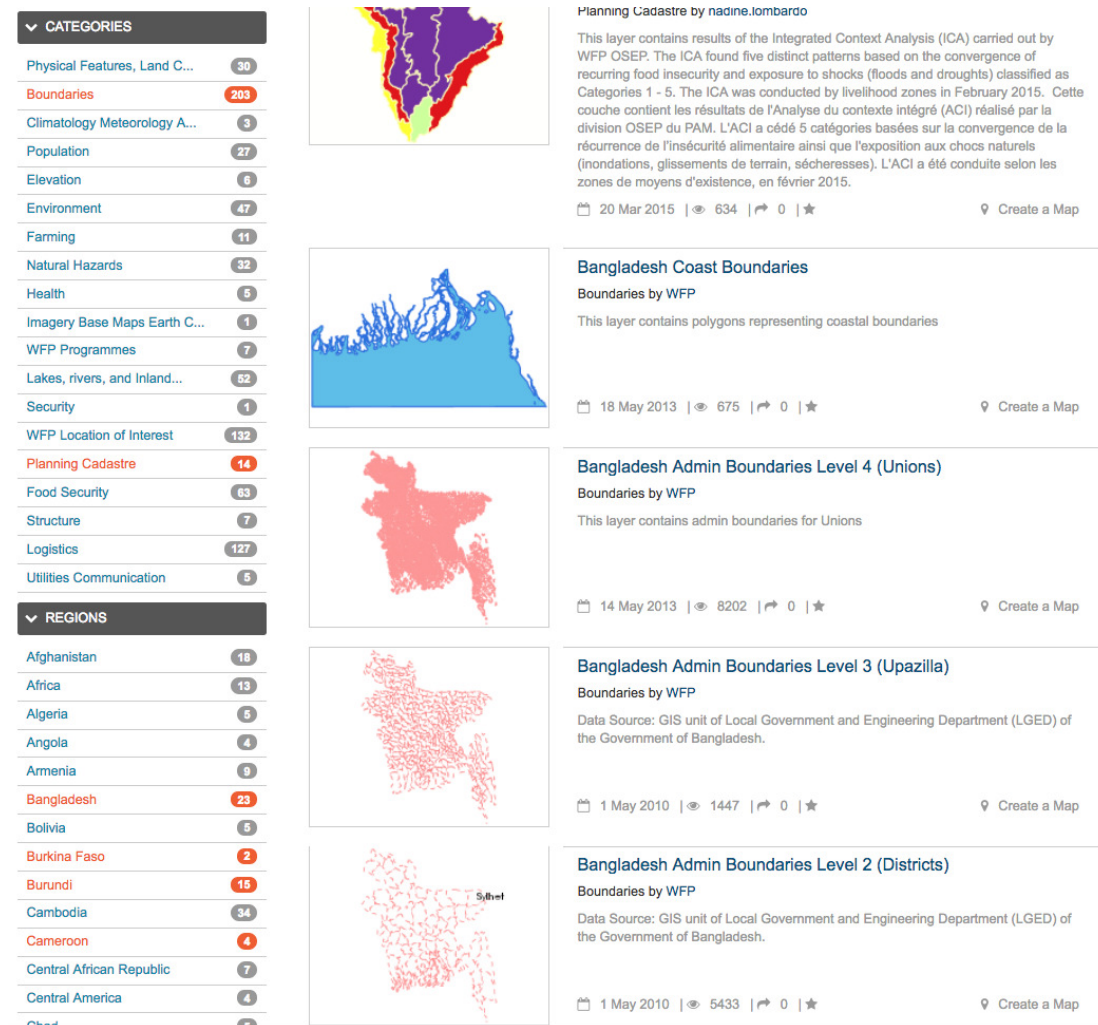 CATEGORIES
Physical Features, Land C... 30
Boundaries 203
Climatology Meteorology A... 3
Population 27
Elevation 6
Environment 47
Farming 11
Natural Hazards 32
Health 5
Imagery Base Maps Earth C... 1
WFP Programmes 7
Lakes, rivers, and Inland... 52
Security 1
WFP Location of Interest 132
Planning Cadastre 14
Food Security 63
Structure 7
Logistics 127
Utilities Communication 5
REGIONS
Afghanistan 18
Africa 13
Algeria 5
Angola 4
Armenia 9
Bangladesh 23
Bolivia 5
Burkina Faso 2
Burundi 15
Cambodia 34
Cameroon 4
Central African Republic 7
Central America 4
Chad 5
Planning Cadastre by nadine.lombardo
This layer contains results of the Integrated Context Analysis (ICA) carried out by
WFP OSEP. The ICA found five distinct patterns based on the convergence of
recurring food insecurity and exposure to shocks (floods and droughts) classified as
Categories 1 - 5. The ICA was conducted by livelihood zones in February 2015. Cette
couche contient les résultats de l'Analyse du contexte intégré (ACI) réalisé par la
division OSEP du PAM. L'ACI a cédé 5 catégories basées sur la convergence de la
récurrence de l'insécurité alimentaire ainsi que l'exposition aux chocs naturels
(inondations, glissements de terrain, sécheresses). L'ACI a été conduite selon les
zones de moyens d'existence, en février 2015.
20 Mar 2015 | 634 | 0 | Create a Map
Bangladesh Coast Boundaries
Boundaries by WFP
This layer contains polygons representing coastal boundaries
18 May 2013 | 675 | 0 | Create a Map
Bangladesh Admin Boundaries Level 4 (Unions)
Boundaries by WFP
This layer contains admin boundaries for Unions
14 May 2013 | 8202 | 0 | Create a Map
Bangladesh Admin Boundaries Level 3 (Upazilla)
Boundaries by WFP
Data Source: GIS unit of Local Government and Engineering Department (LGED) of
the Government of Bangladesh.
1 May 2010 | 1447 | 0 | Create a Map
Sylhet
Bangladesh Admin Boundaries Level 2 (Districts)
Boundaries by WFP
Data Source: GIS unit of Local Government and Engineering Department (LGED) of
the Government of Bangladesh.
1 May 2010 | 5433 | 0 | Create a Map